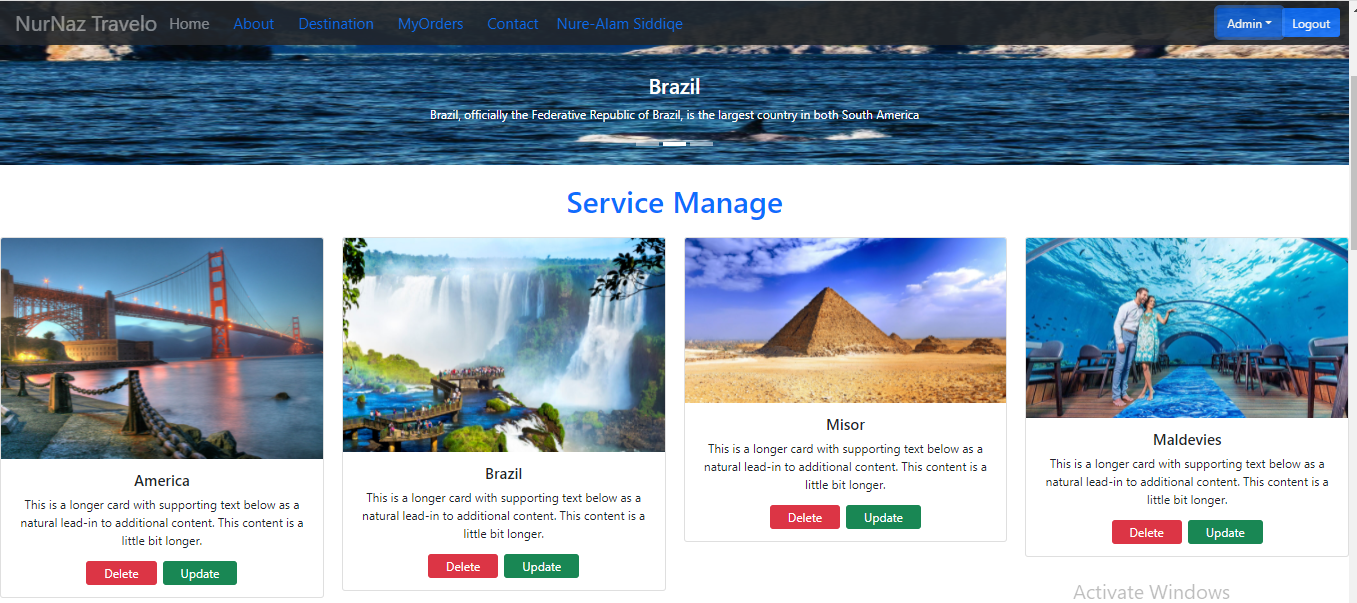 NurNaz Travelo Home About Destination MyOrders Contact Nure-Alam Siddiqe Admin Logout
Brazil
Brazil, officially the Federative Republic of Brazil, is the largest country in both South America
Service Manage
America
This is a longer card with supporting text below as a
natural lead-in to additional content. This content is a
little bit longer.
Delete Update
Brazil
This is a longer card with supporting text below as a
natural lead-in to additional content. This content is a
little bit longer.
Delete Update
Misor
This is a longer card with supporting text below as a
natural lead-in to additional content. This content is a
little bit longer.
Delete Update
Maldevies
This is a longer card with supporting text below as a
natural lead-in to additional content. This content is a
little bit longer.
Delete Update
Activate Windows